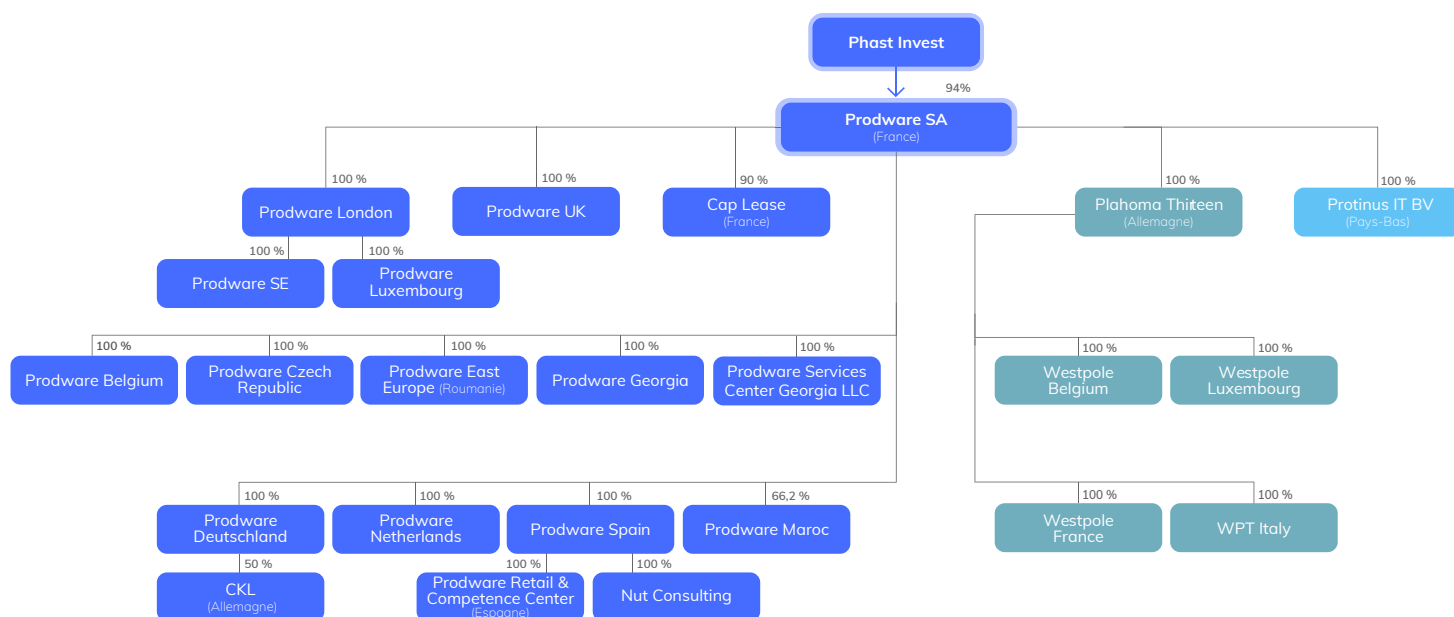 Phast Invest
94%
Prodware SA
(France)
100 %
100 %
90 %
100 %
100 %
Prodware London
Prodware UK
Cap Lease
(France)
Plahoma Thirteen
(Allemagne)
Protinus IT BV
(Pays-Bas)
100 %
100 %
Prodware SE
Prodware
Luxembourg
100 %
100 %
100 %
100 %
100 %
100 %
100 %
Prodware Belgium
Prodware Czech
Republic
Prodware East
Europe (Roumanie)
Prodware Georgia
Prodware Services
Center Georgia LLC
Westpole
Belgium
Westpole
Luxembourg
100 %
100 %
100 %
66,2 %
100 %
100 %
Prodware
Deutschland
Prodware
Netherlands
Prodware Spain
Prodware Maroc
Westpole
France
WPT Italy
50 %
100 %
100 %
CKL
(Allemagne)
Prodware Retail &
Competence Center
(Espagne)
Nut Consulting